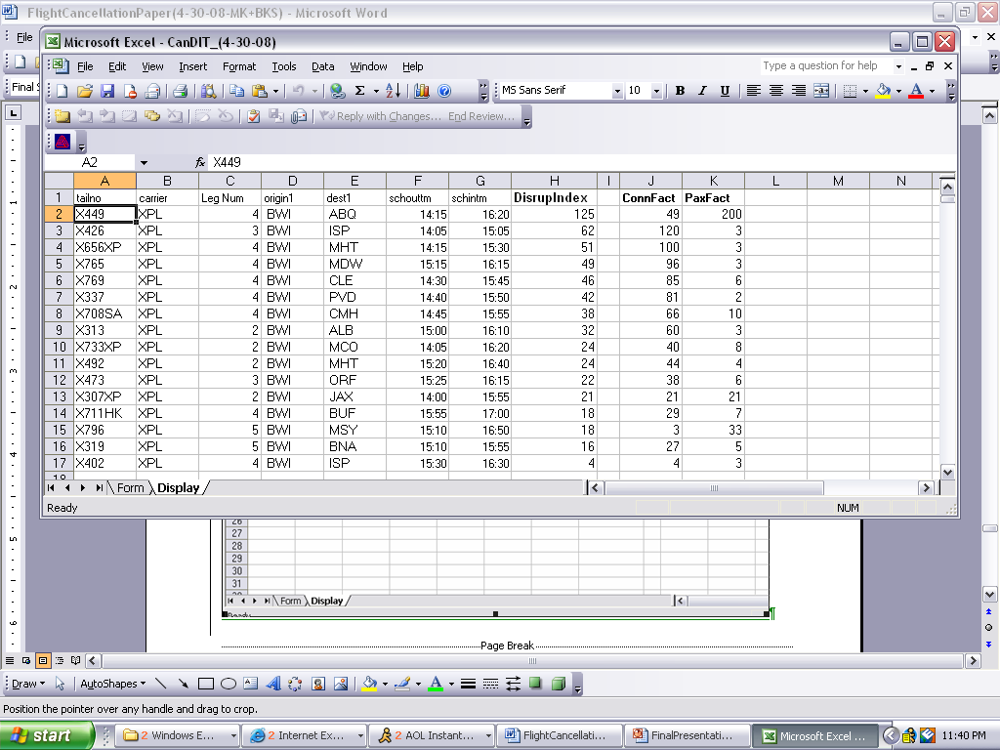 FlightCancellationPaper(4-30-08-MK+BKS) - Microsoft Word
File
Microsoft Excel - CanDIT_(4-30-08)
File Edit View Insert Format Tools Data Window Help Type a question for help
Final S MS Sans Serif 10 B I U
Reply with Changes... End Review...
A2 fx X449
A B C D E F G H I J K L M N
1 tailno carrier Leg Num origin1 dest1 schouttm schintm DisrupIndex ConnFact PaxFact
2 X449 XPL 4 BWI ABQ 14:15 16:20 125 49 200
3 X426 XPL 3 BWI ISP 14:05 15:05 62 120 3
4 X656XP XPL 4 BWI MHT 14:15 15:30 51 100 3
5 X765 XPL 4 BWI MDW 15:15 16:15 49 96 3
6 X769 XPL 4 BWI CLE 14:30 15:45 46 85 6
7 X337 XPL 4 BWI PVD 14:40 15:50 42 81 2
8 X708SA XPL 4 BWI CMH 14:45 15:55 38 66 10
9 X313 XPL 2 BWI ALB 15:00 16:10 32 60 3
10 X733XP XPL 2 BWI MCO 14:05 16:20 24 40 8
11 X492 XPL 2 BWI MHT 15:20 16:40 24 44 4
12 X473 XPL 3 BWI ORF 15:25 16:15 22 38 6
13 X307XP XPL 2 BWI JAX 14:00 15:55 21 21 21
14 X711HK XPL 4 BWI BUF 15:55 17:00 18 29 7
15 X796 XPL 5 BWI MSY 15:10 16:50 18 3 33
16 X319 XPL 5 BWI BNA 15:10 15:55 16 27 5
17 X402 XPL 4 BWI ISP 15:30 16:30 4 4 3
18
Form Display
Ready NUM
26
27
28
29
30
31
Form Display
Ready
Page Break
Draw AutoShapes
Position the pointer over any handle and drag to crop.
start 2 Windows E... 2 Internet Ex... 2 AOL Instant... FlightCancellati... FinalPresentati... Microsoft Excel ... 11:40 PM